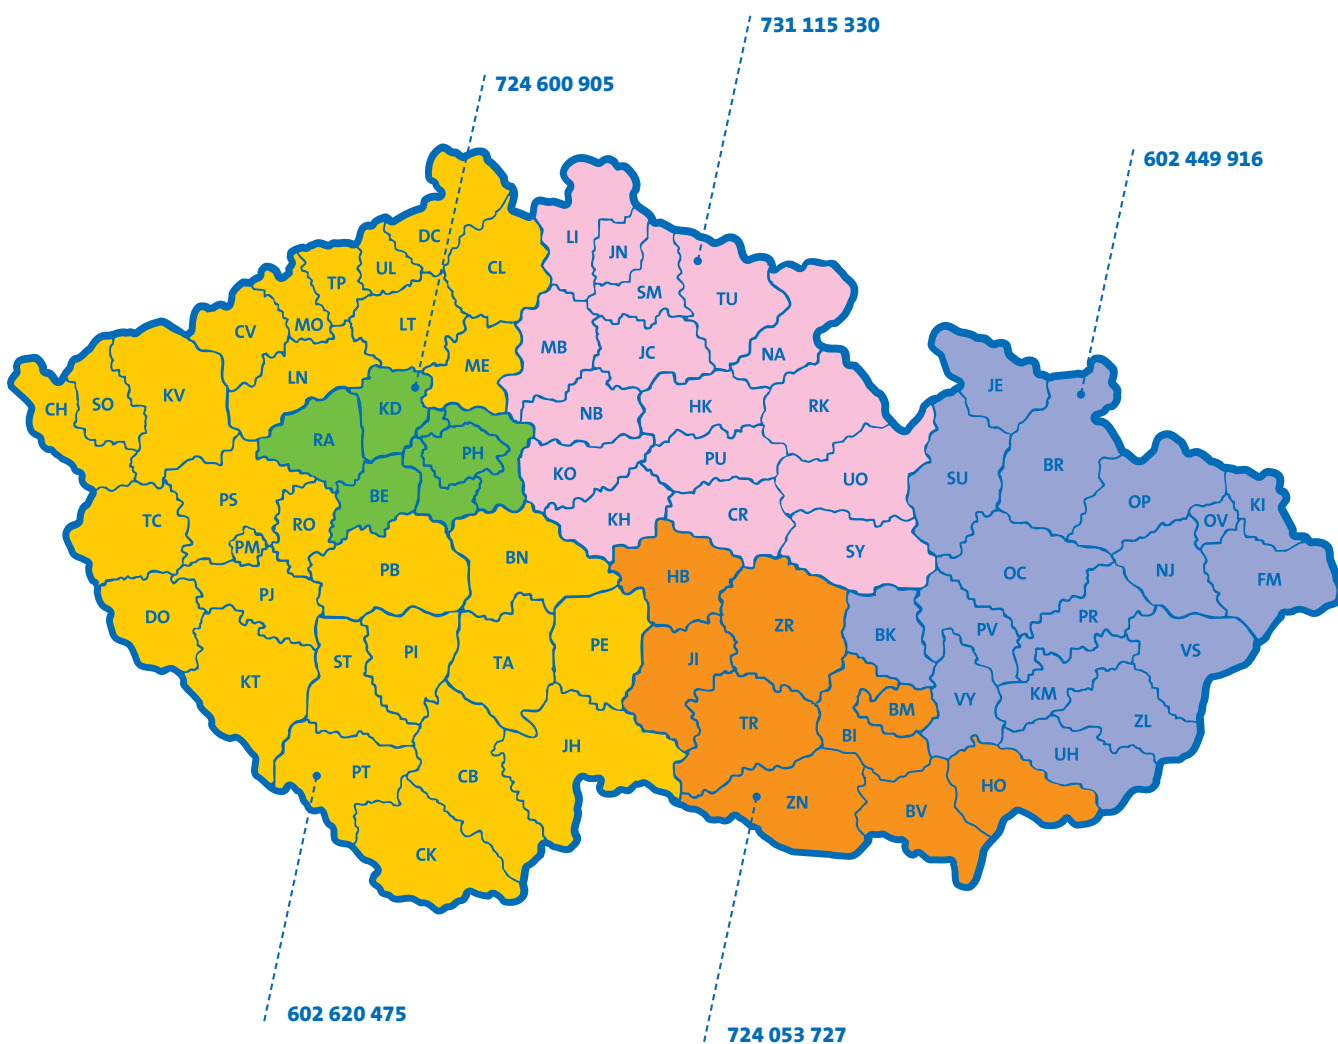 731 115 330
724 600 905
602 449 916
DC
LI
JN
UL
CL
TP
SM
TU
CV
MO
LT
MB
JC
NA
ME
LN
JE
KV
SO
CH
KD
NB
HK
RK
RA
PH
PU
BR
KO
UO
SU
BE
PS
OP
KI
TC
RO
KH
CR
OV
PM
SY
BN
PB
HB
OC
NJ
FM
PJ
DO
PR
ZR
BK
PV
PE
VS
PI
ST
TA
JI
KT
KM
VY
BM
ZL
TR
BI
JH
UH
PT
CB
HO
ZN
BV
CK
602 620 475
724 053 727